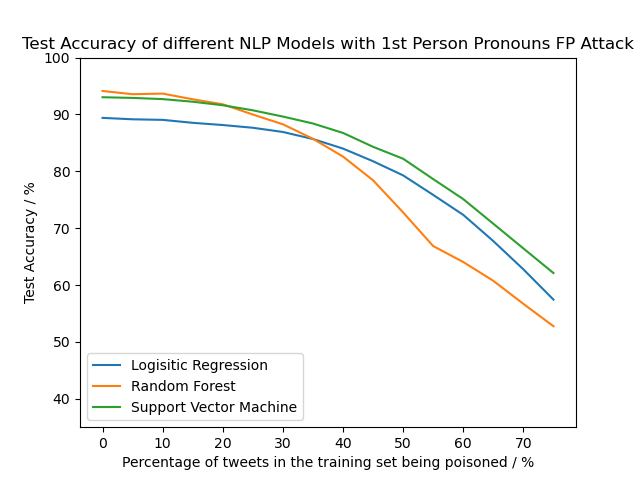 Test Accuracy of different NLP Models with 1st Person Pronouns FP Attack
100
90
80
70
60
50
40
Test Accuracy / %
Logisitic Regression
Random Forest
Support Vector Machine
0 10 20 30 40 50 60 70
Percentage of tweets in the training set being poisoned / %